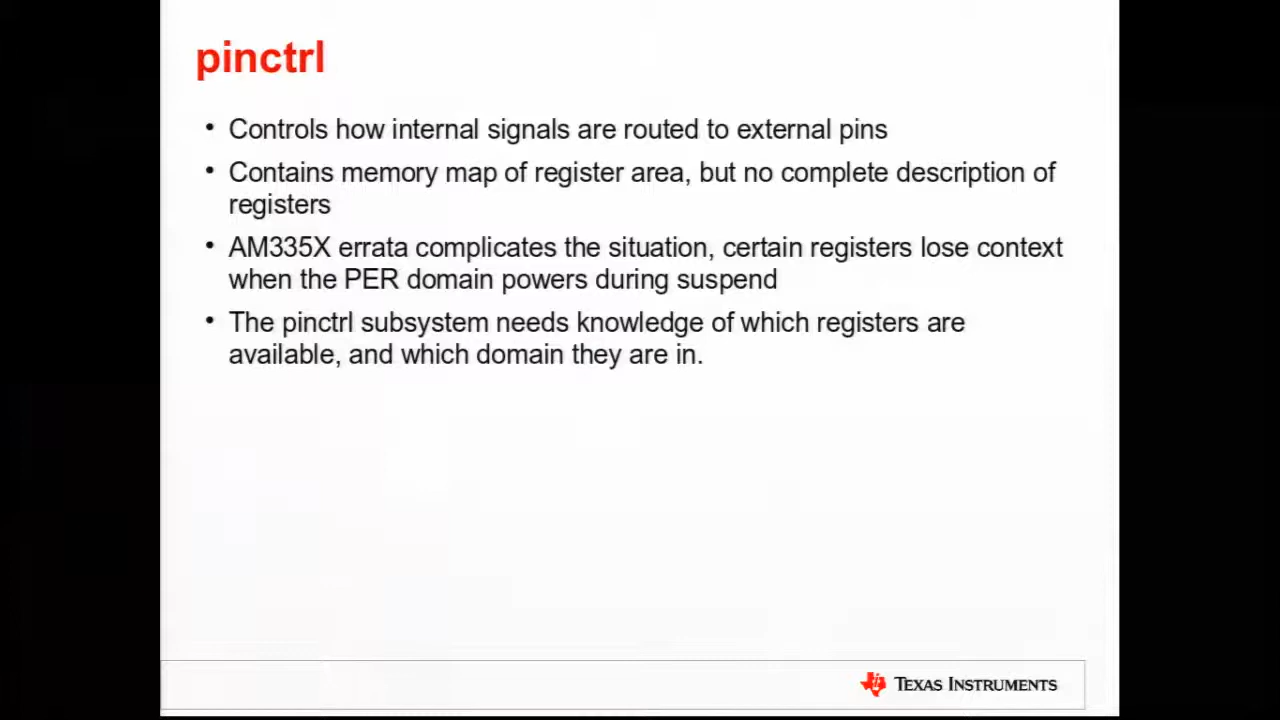 pinctrl
• Controls how internal signals are routed to external pins
• Contains memory map of register area, but no complete description of
registers
• AM335X errata complicates the situation, certain registers lose context
when the PER domain powers during suspend
• The pinctrl subsystem needs knowledge of which registers are
available, and which domain they are in.
TEXAS INSTRUMENTS